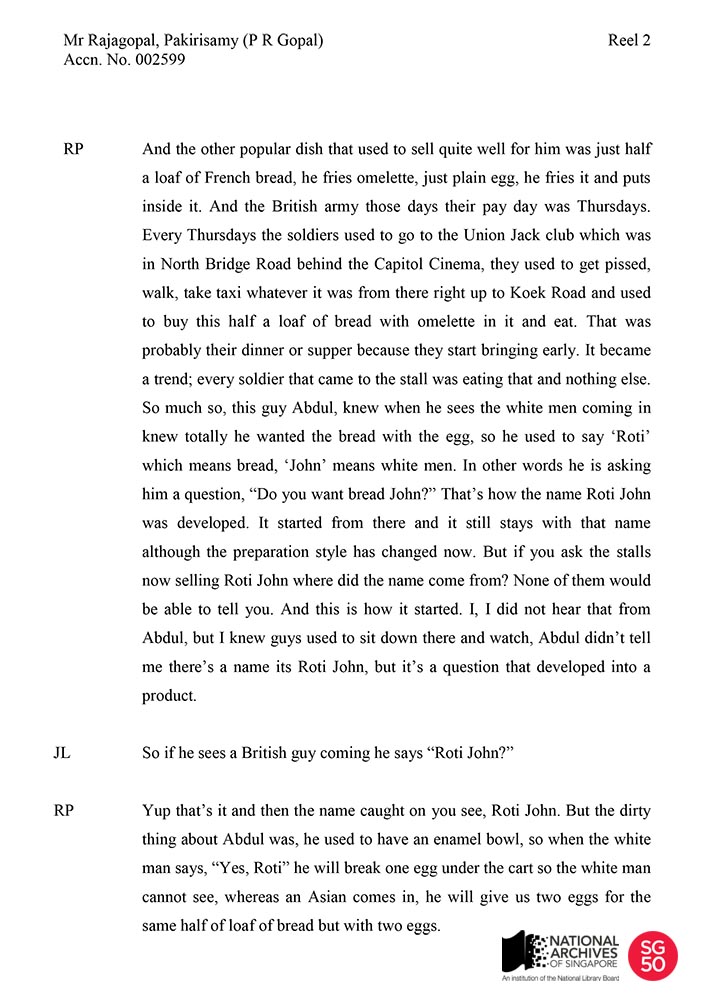 Mr Rajagopal, Pakirisamy (P R Gopal) Reel 2
Accn. No. 002599
RP And the other popular dish that used to sell quite well for him was just half
a loaf of French bread, he fries omelette, just plain egg, he fries it and puts
inside it. And the British army those days their pay day was Thursdays.
Every Thursdays the soldiers used to go to the Union Jack club which was
in North Bridge Road behind the Capitol Cinema, they used to get pissed,
walk, take taxi whatever it was from there right up to Koek Road and used
to buy this half a loaf of bread with omelette in it and eat. That was
probably their dinner or supper because they start bringing early. It became
a trend; every soldier that came to the stall was eating that and nothing else.
So much so, this guy Abdul, knew when he sees the white men coming in
knew totally he wanted the bread with the egg, so he used to say ‘Roti’
which means bread, ‘John’ means white men. In other words he is asking
him a question, “Do you want bread John?” That’s how the name Roti John
was developed. It started from there and it still stays with that name
although the preparation style has changed now. But if you ask the stalls
now selling Roti John where did the name come from? None of them would
be able to tell you. And this is how it started. I, I did not hear that from
Abdul, but I knew guys used to sit down there and watch, Abdul didn’t tell
me there’s a name its Roti John, but it’s a question that developed into a
product.
JL So if he sees a British guy coming he says “Roti John?”
RP Yup that’s it and then the name caught on you see, Roti John. But the dirty
thing about Abdul was, he used to have an enamel bowl, so when the white
man says, “Yes, Roti” he will break one egg under the cart so the white man
cannot see, whereas an Asian comes in, he will give us two eggs for the
same half of loaf of bread but with two eggs.
NATIONAL
ARCHIVES
OF SINGAPORE
An institution of the National Library Board
SG
50